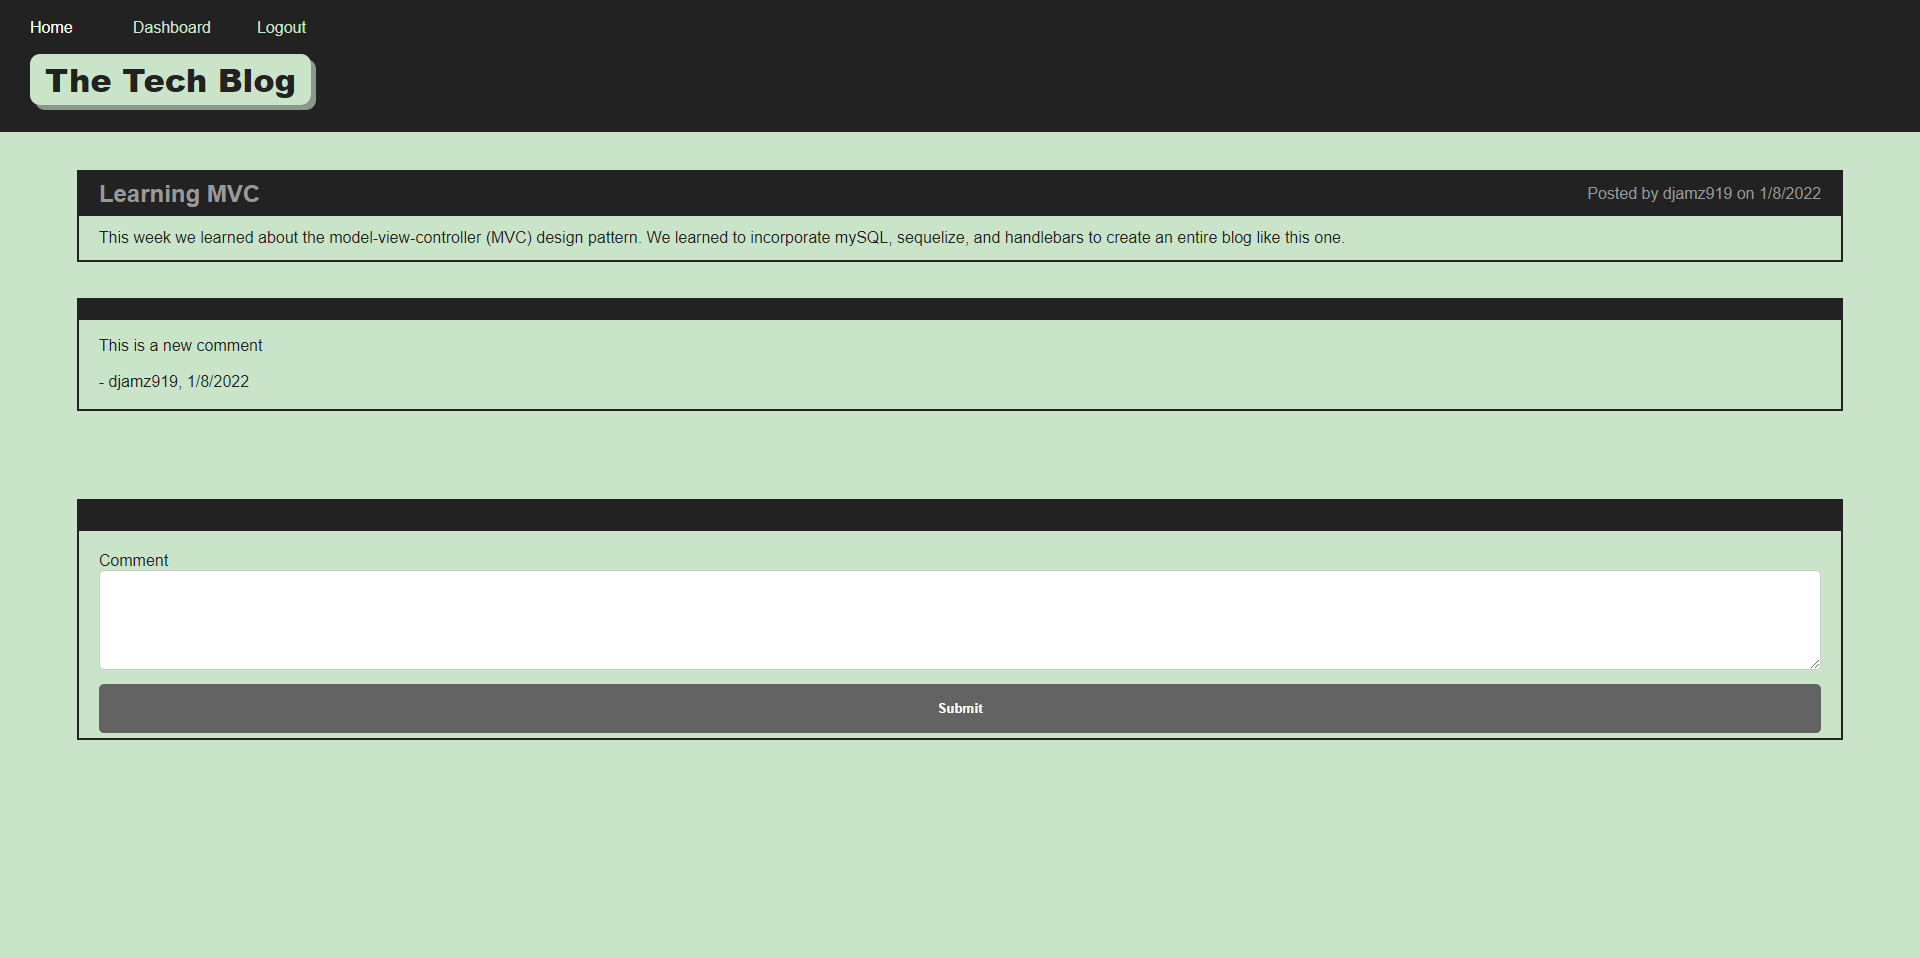 Home Dashboard Logout
The Tech Blog
Learning MVC Posted by djamz919 on 1/8/2022
This week we learned about the model-view-controller (MVC) design pattern. We learned to incorporate mySQL, sequelize, and handlebars to create an entire blog like this one.
This is a new comment
- djamz919, 1/8/2022
Comment
Submit